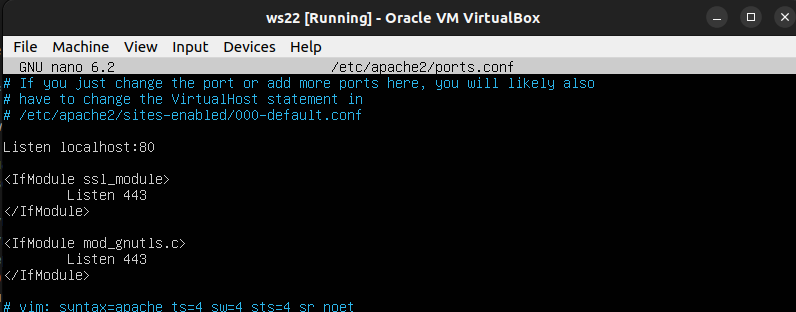 ws22 [Running] - Oracle VM VirtualBox
File Machine View Input Devices Help
GNU nano 6.2 /etc/apache2/ports.conf
# If you just change the port or add more ports here, you will likely also
# have to change the VirtualHost statement in
# /etc/apache2/sites-enabled/000-default.conf
Listen localhost:80
<IfModule ssl_module>
Listen 443
</IfModule>
<IfModule mod_gnutls.c>
Listen 443
</IfModule>
# vim: syntax=apache ts=4 sw=4 sts=4 sr noet